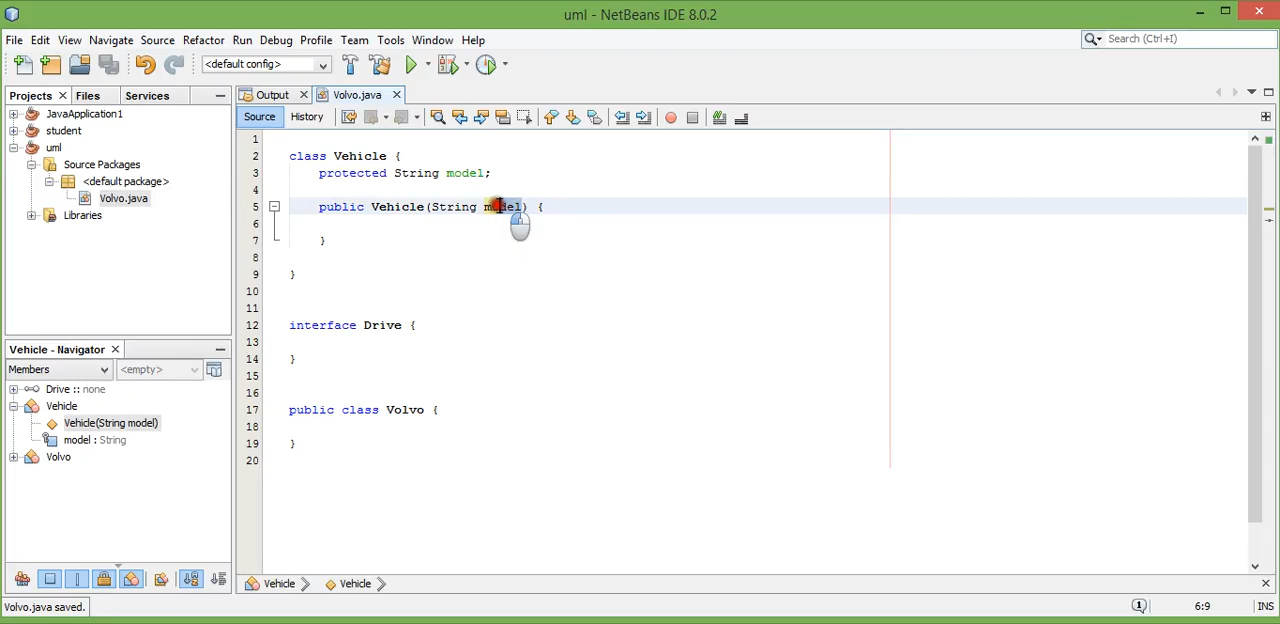 uml - NetBeans IDE 8.0.2
File Edit View Navigate Source Refactor Run Debug Profile Team Tools Window Help
Search (Ctrl+I)
<default config>
Projects Files Services
Output Volvo.java
JavaApplication1
student
uml
Source Packages
<default package>
Volvo.java
Libraries
Source History
1
2 class Vehicle {
3 protected String model;
4
5 public Vehicle(String model) {
6
7 }
8
9 }
10
11
12 interface Drive {
13
14 }
15
16
17 public class Volvo {
18
19 }
20
Vehicle - Navigator
Members <empty>
Drive :: none
Vehicle
Vehicle(String model)
model : String
Volvo
Vehicle Vehicle
Volvo.java saved.
1 6:9 INS